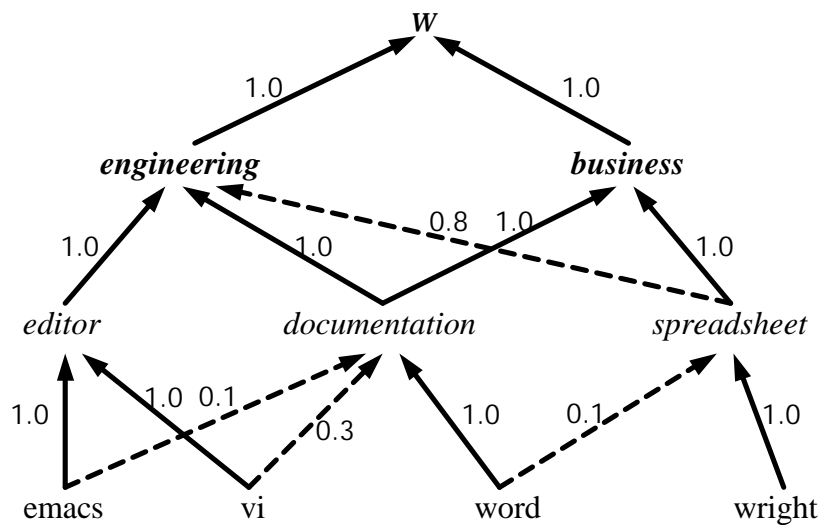 w
1.0 1.0
engineering business
0.8 1.0
1.0 1.0 1.0
editor documentation spreadsheet
1.0 1.0 0.1 0.3 1.0 0.1 1.0
emacs vi word wright